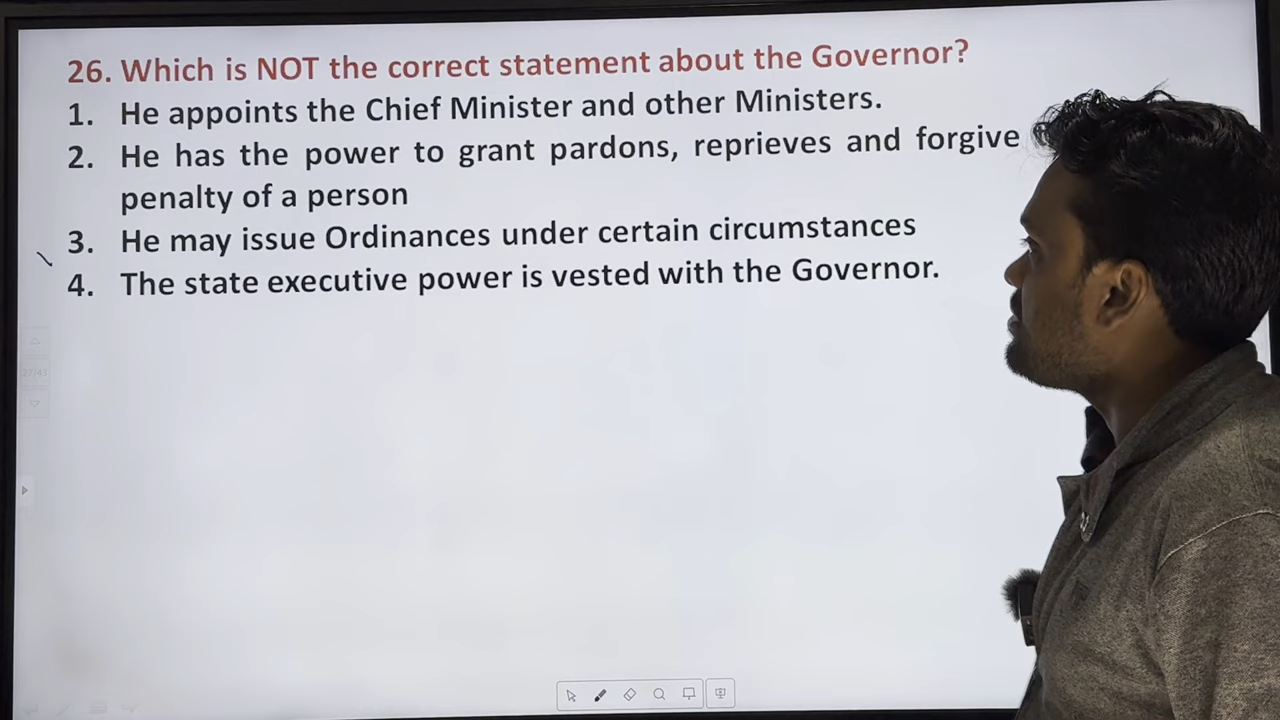 26. Which is NOT the correct statement about the Governor?
1. He appoints the Chief Minister and other Ministers.
2. He has the power to grant pardons, reprieves and forgive
penalty of a person
3. He may issue Ordinances under certain circumstances
4. The state executive power is vested with the Governor.
27/43